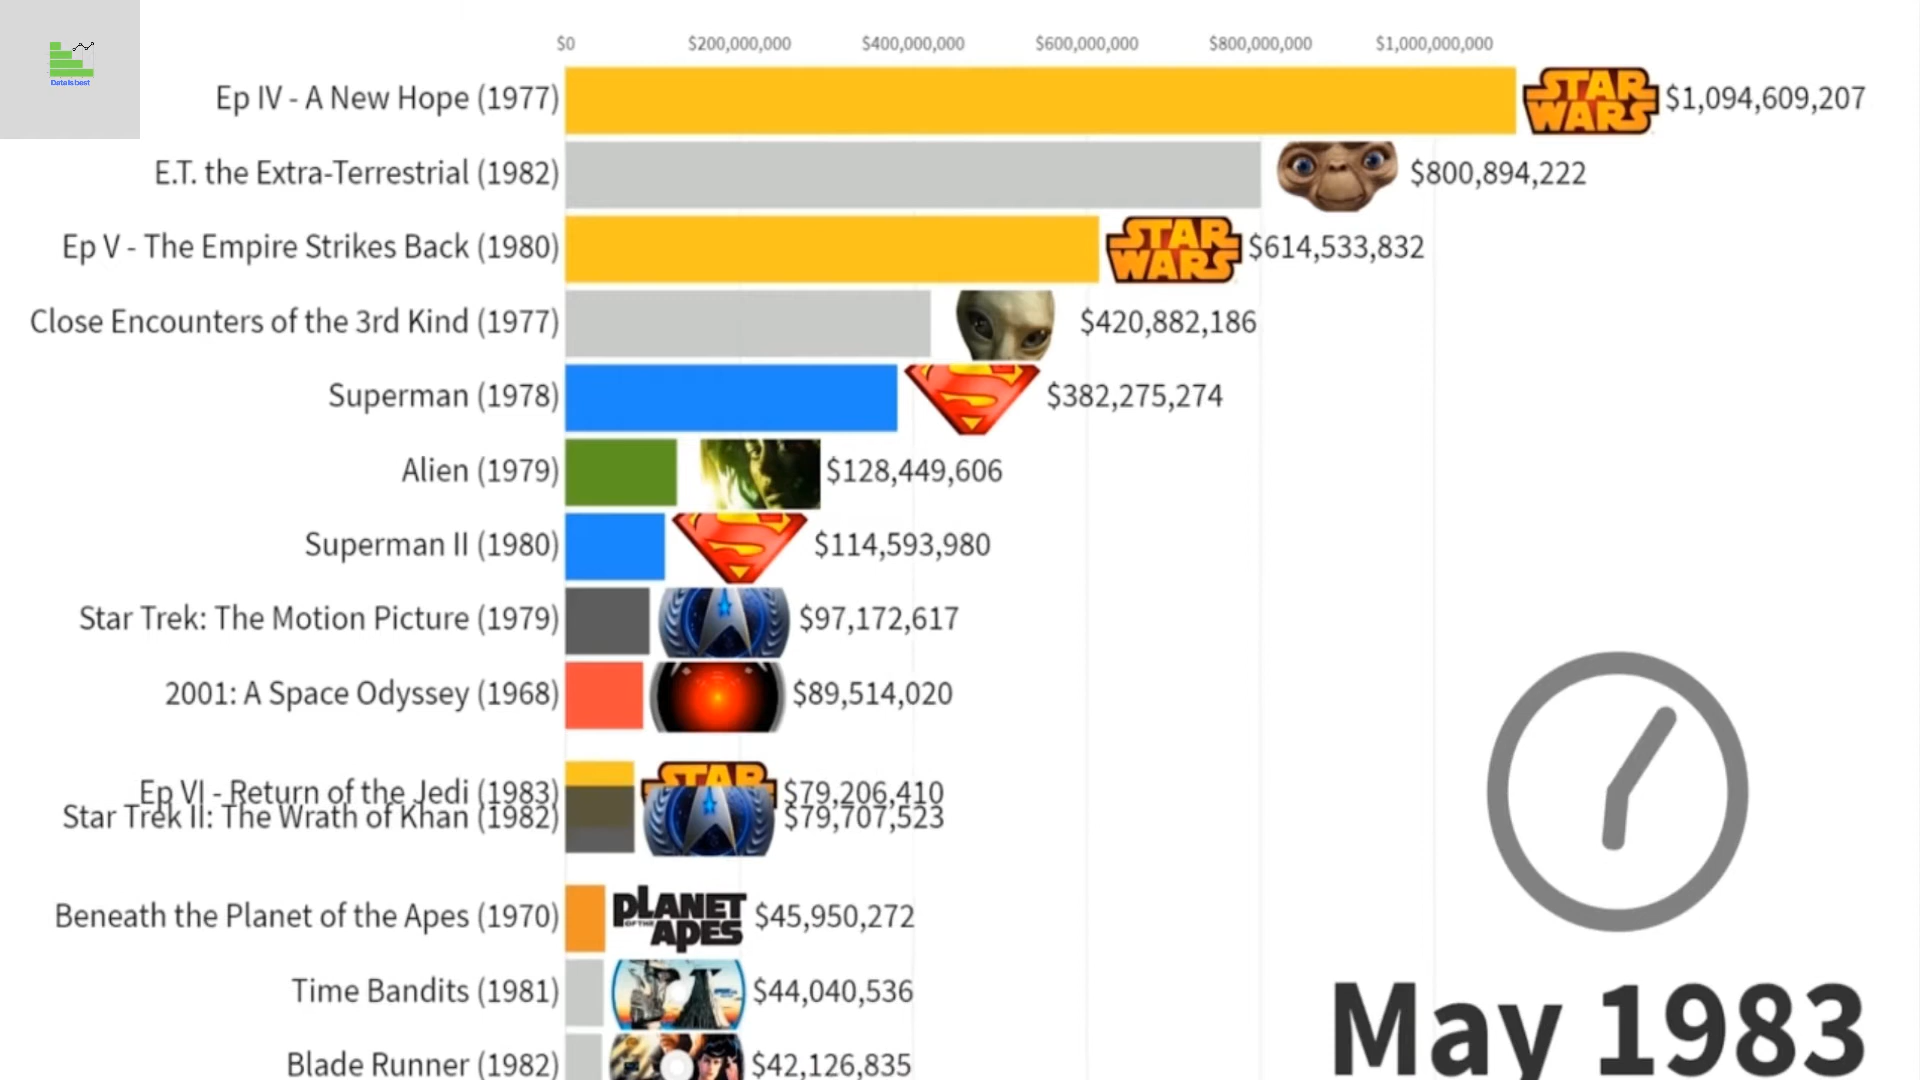 DataIsbest
$0 $200,000,000 $400,000,000 $600,000,000 $800,000,000 $1,000,000,000
Ep IV - A New Hope (1977) STAR WARS $1,094,609,207
E.T. the Extra-Terrestrial (1982) $800,894,222
Ep V - The Empire Strikes Back (1980) STAR WARS $614,533,832
Close Encounters of the 3rd Kind (1977) $420,882,186
Superman (1978) $382,275,274
Alien (1979) $128,449,606
Superman II (1980) $114,593,980
Star Trek: The Motion Picture (1979) $97,172,617
2001: A Space Odyssey (1968) $89,514,020
Ep VI - Return of the Jedi (1983) STAR $79,206,410
Star Trek II: The Wrath of Khan (1982) $79,707,523
Beneath the Planet of the Apes (1970) PLANET OF THE APES $45,950,272
Time Bandits (1981) $44,040,536
Blade Runner (1982) $42,126,835
May 1983